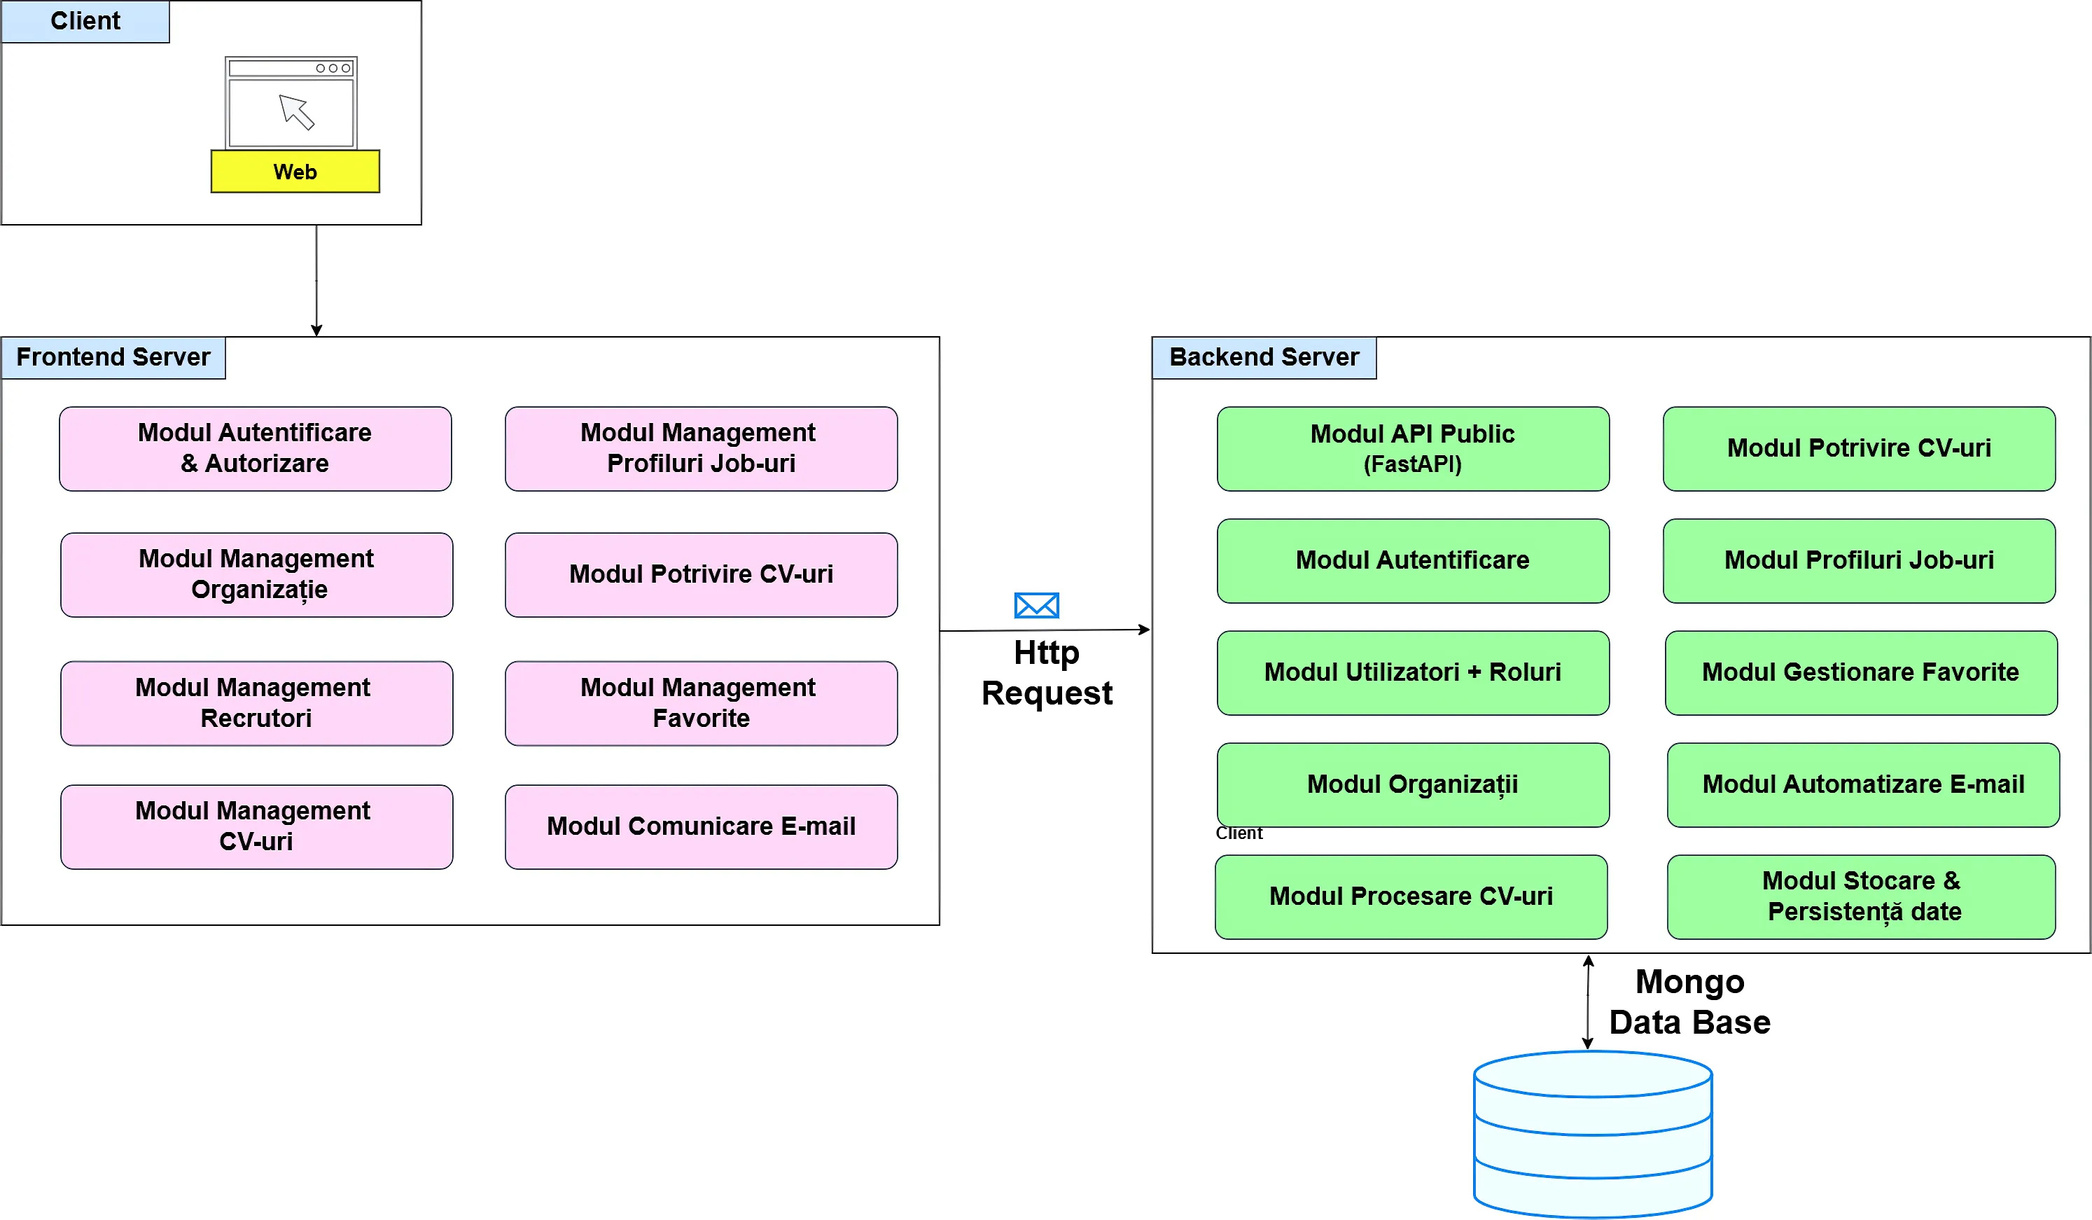 Client
Web
Frontend Server
Modul Autentificare
& Autorizare
Modul Management
Profiluri Job-uri
Modul Management
Organizație
Modul Potrivire CV-uri
Modul Management
Recrutori
Modul Management
Favorite
Modul Management
CV-uri
Modul Comunicare E-mail
Http
Request
Backend Server
Modul API Public
(FastAPI)
Modul Potrivire CV-uri
Modul Autentificare
Modul Profiluri Job-uri
Modul Utilizatori + Roluri
Modul Gestionare Favorite
Modul Organizații
Modul Automatizare E-mail
Client
Modul Procesare CV-uri
Modul Stocare &
Persistență date
Mongo
Data Base